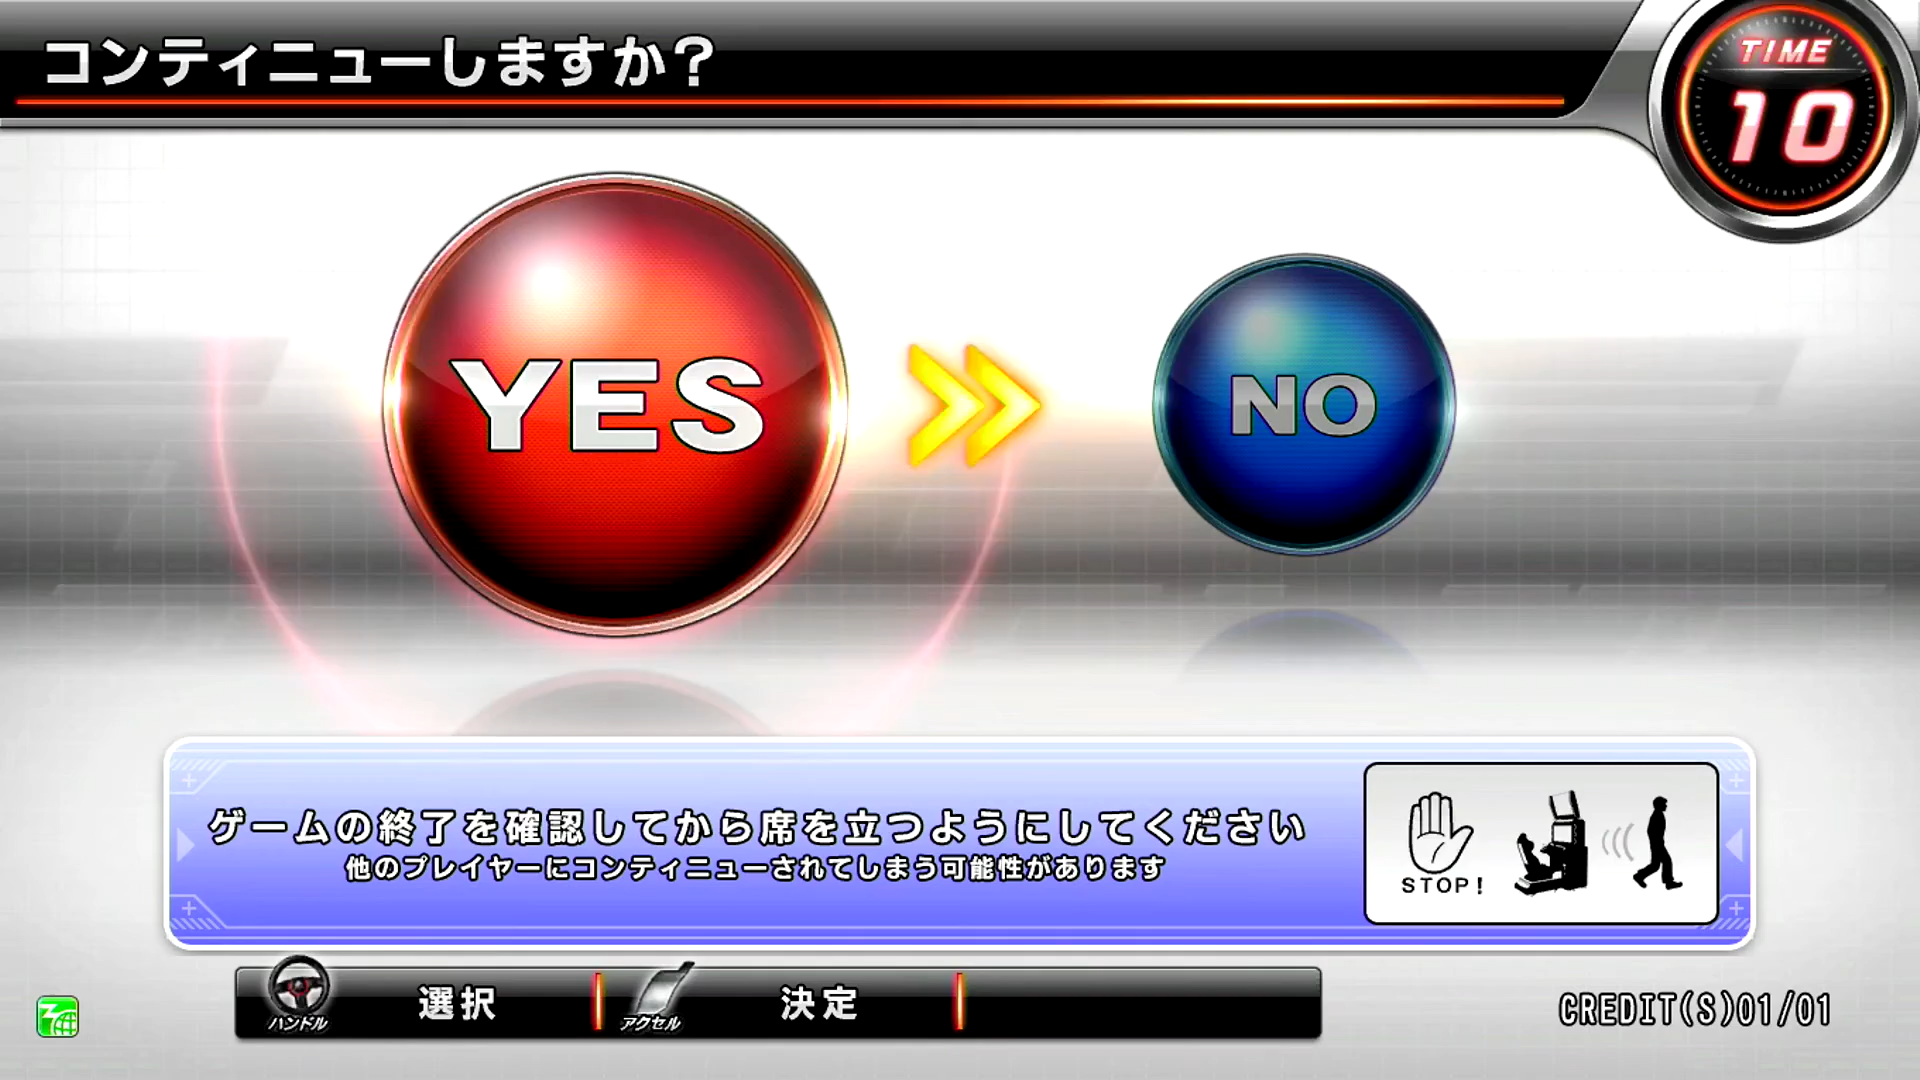 コンティニューしますか?
TIME
10
YES
NO
ゲームの終了を確認してから席を立つようにしてください
他のプレイヤーにコンティニューされてしまう可能性があります
STOP!
ハンドル
選択
アクセル
決定
CREDIT(S)01/01